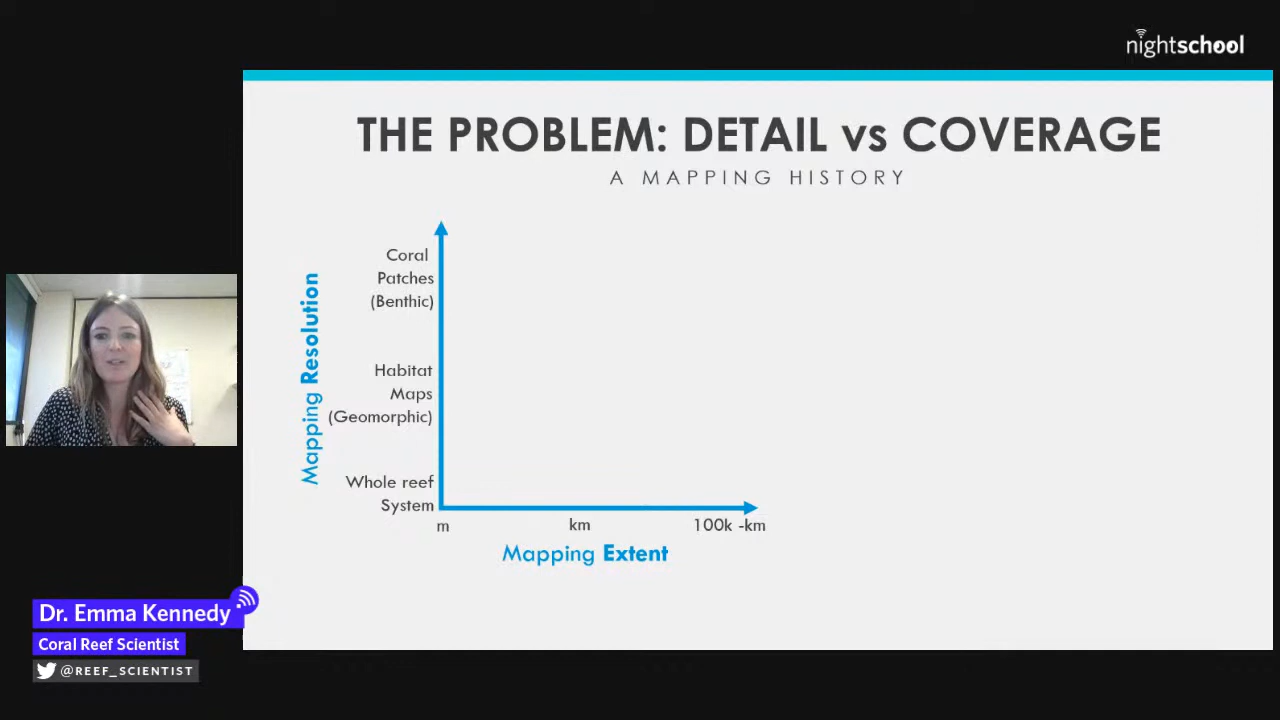 nightschool
THE PROBLEM: DETAIL vs COVERAGE
A MAPPING HISTORY
Mapping Resolution
Coral
Patches
(Benthic)
Habitat
Maps
(Geomorphic)
Whole reef
System
m
km
100k -km
Mapping Extent
Dr. Emma Kennedy
Coral Reef Scientist
@REEF_SCIENTIST